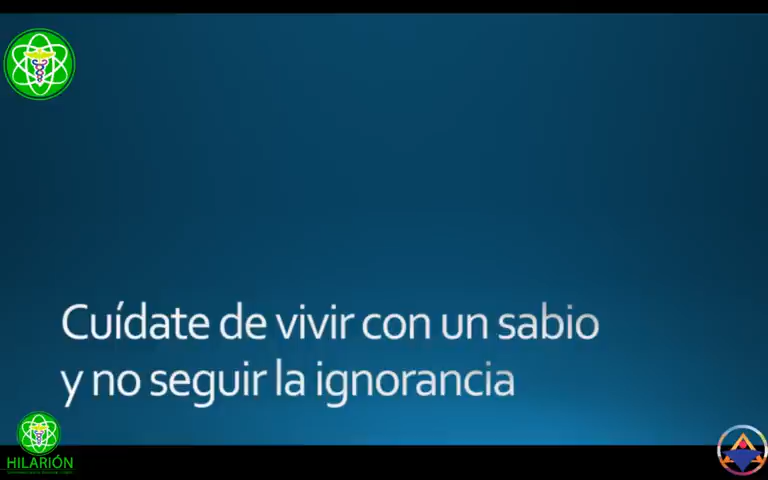 Cuídate de vivir con un sabio
y no seguir la ignorancia
HILARIÓN